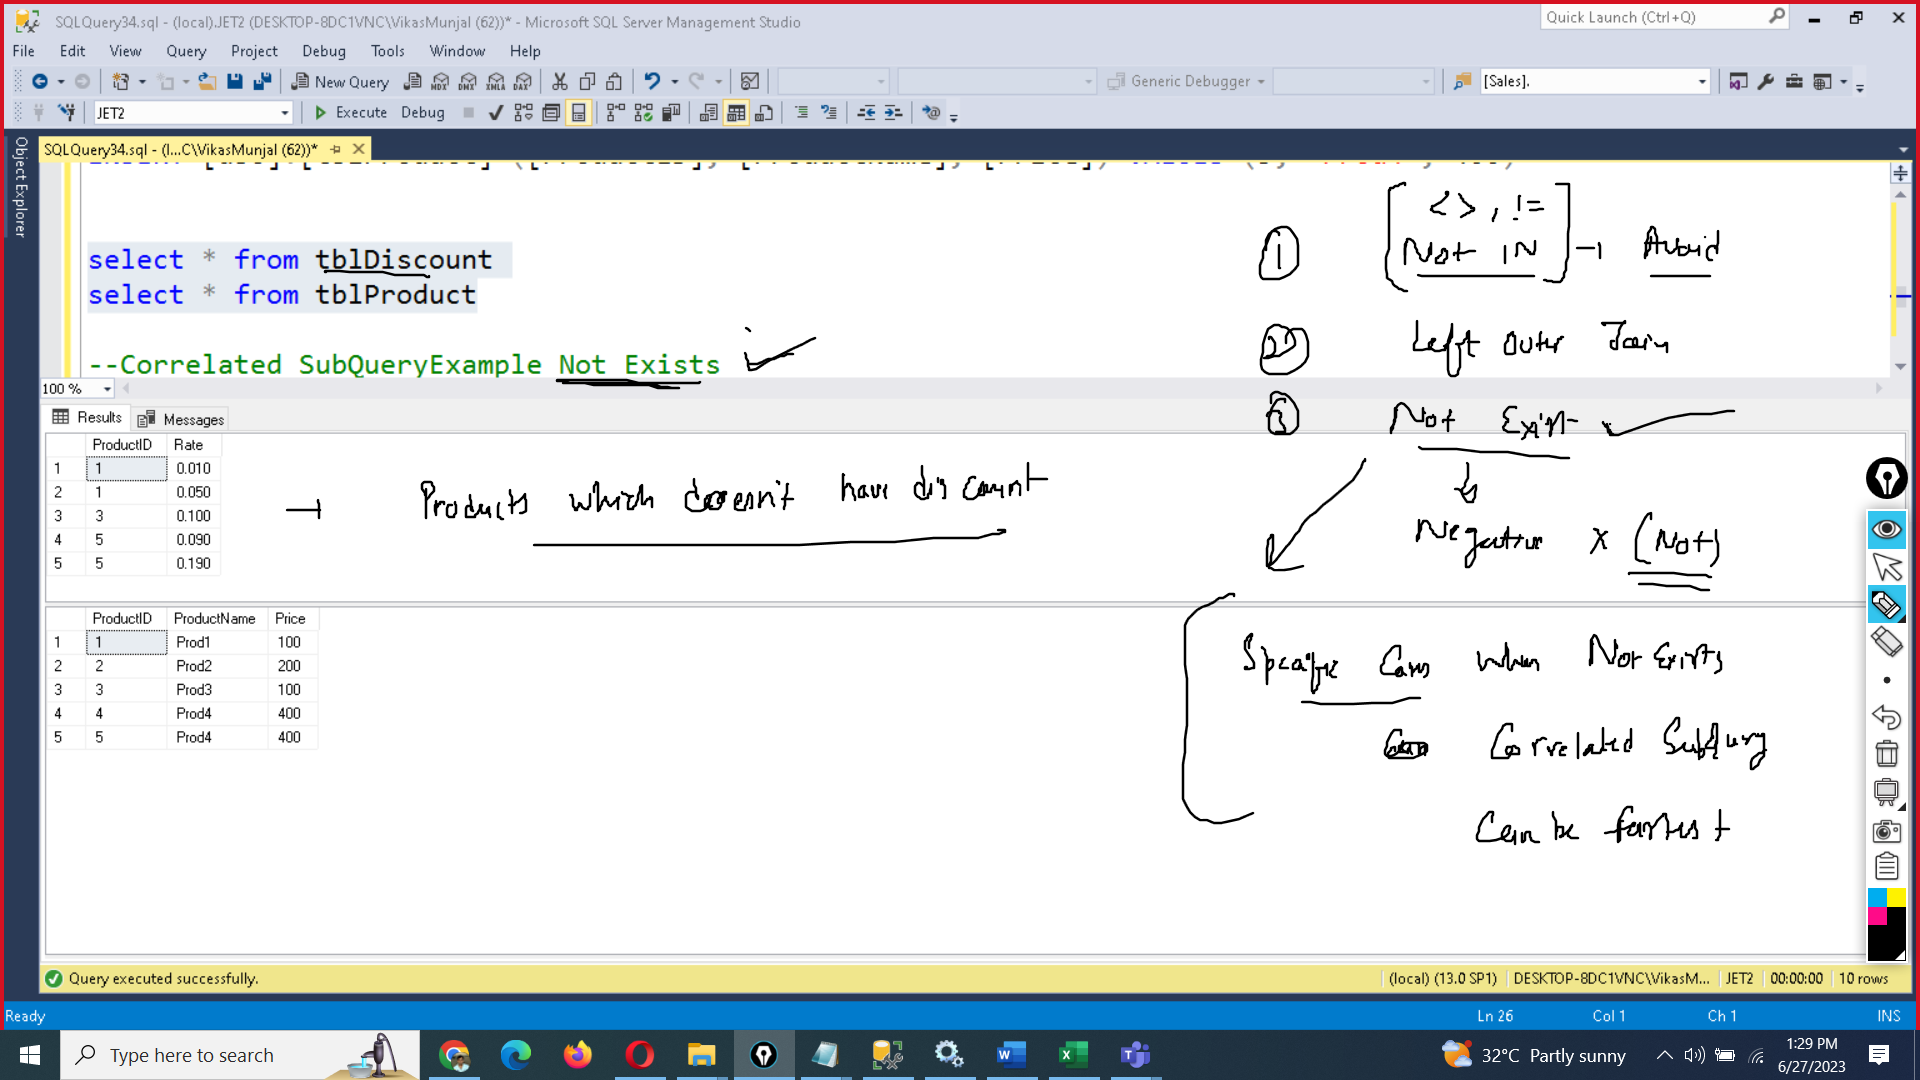 SQLQuery34.sql - (local).JET2 (DESKTOP-8DC1VNC\VikasMunjal (62))* - Microsoft SQL Server Management Studio
Quick Launch (Ctrl+Q)
File Edit View Query Project Debug Tools Window Help
New Query MDX DMX XMLA DAX Generic Debugger [Sales].
JET2 Execute Debug
Object Explorer
SQLQuery34.sql - (l...C\VikasMunjal (62))*
select * from tblDiscount
select * from tblProduct
--Correlated SubQueryExample Not Exists
100 %
Results Messages
ProductID Rate
1 1 0.010
2 1 0.050
3 3 0.100
4 5 0.090
5 5 0.190
ProductID ProductName Price
1 1 Prod1 100
2 2 Prod2 200
3 3 Prod3 100
4 4 Prod4 400
5 5 Prod4 400
Products which doesn't have discount
1 <> , !=
Not IN Avoid
Left Outer Join
3 Not Exist
Negative x (Not)
Specific Case when Not Exists
Correlated SubQuery
Can be fastest
Query executed successfully.
(local) (13.0 SP1) DESKTOP-8DC1VNC\VikasM... JET2 00:00:00 10 rows
Ready Ln 26 Col 1 Ch 1 INS
Type here to search
32°C Partly sunny
1:29 PM
6/27/2023